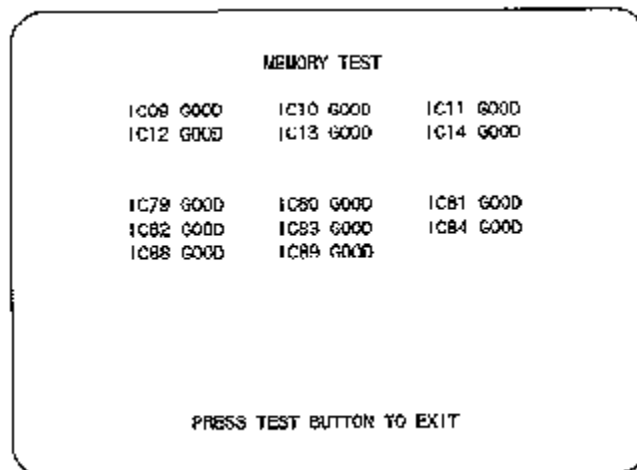 MEMORY TEST
IC09 GOOD IC10 GOOD IC11 GOOD
IC12 GOOD IC13 GOOD IC14 GOOD
IC79 GOOD IC80 GOOD IC81 GOOD
IC82 GOOD IC83 GOOD IC84 GOOD
IC88 GOOD IC89 GOOD
PRESS TEST BUTTON TO EXIT